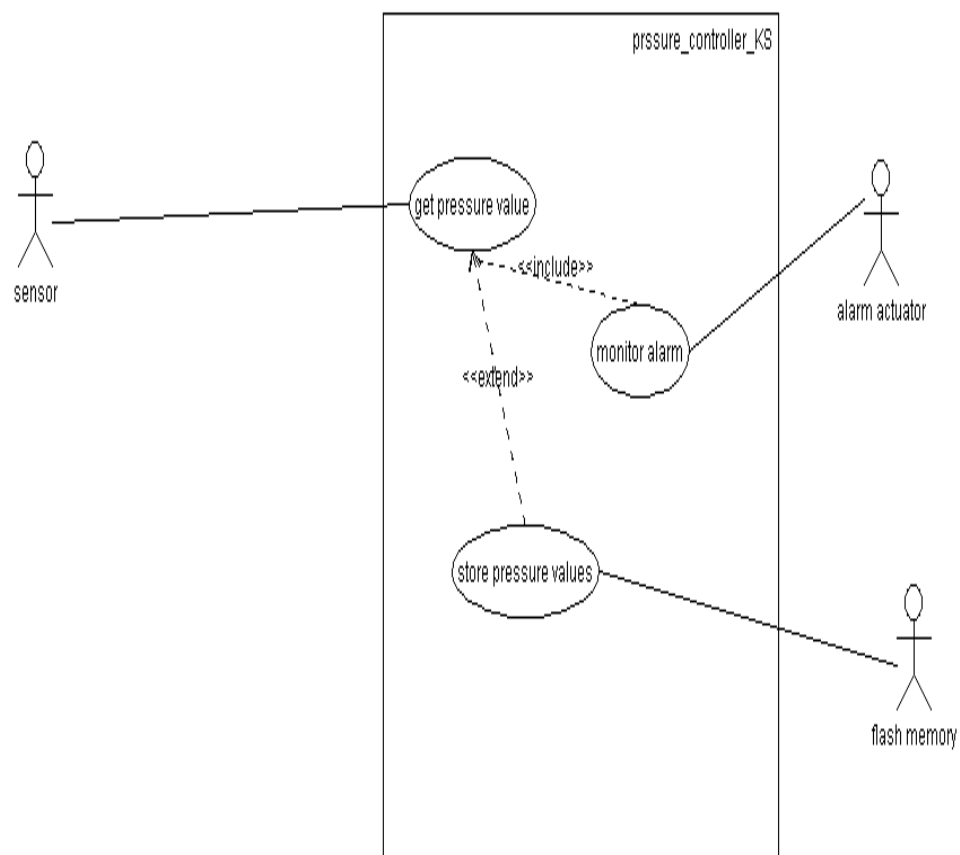 prssure_controller_KS
get pressure value
sensor
<<include>>
alarm actuator
monitor alarm
<<extend>>
store pressure values
flash memory